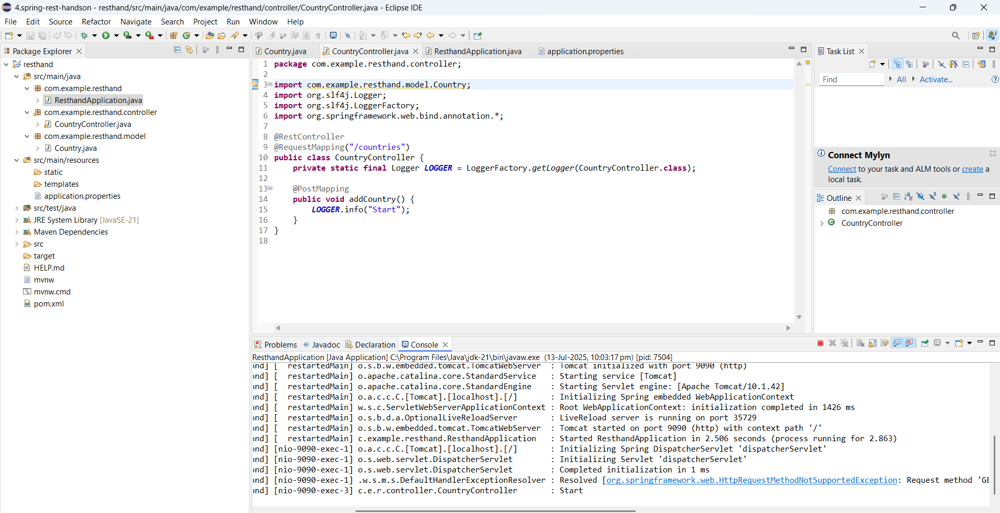 4.spring-rest-handson - resthand/src/main/java/com/example/resthand/controller/CountryController.java - Eclipse IDE
File Edit Source Refactor Navigate Search Project Run Window Help
Package Explorer
resthand
src/main/java
com.example.resthand
ResthandApplication.java
com.example.resthand.controller
CountryController.java
com.example.resthand.model
Country.java
src/main/resources
static
templates
application.properties
src/test/java
JRE System Library [JavaSE-21]
Maven Dependencies
src
target
HELP.md
mvnw
mvnw.cmd
pom.xml
Country.java CountryController.java ResthandApplication.java application.properties
1 package com.example.resthand.controller;
2
3 import com.example.resthand.model.Country;
4 import org.slf4j.Logger;
5 import org.slf4j.LoggerFactory;
6 import org.springframework.web.bind.annotation.*;
7
8 @RestController
9 @RequestMapping("/countries")
10 public class CountryController {
11 private static final Logger LOGGER = LoggerFactory.getLogger(CountryController.class);
12
13 @PostMapping
14 public void addCountry() {
15 LOGGER.info("Start");
16 }
17 }
18
Task List
Find All Activate...
Connect Mylyn
Connect to your task and ALM tools or create a
local task.
Outline
com.example.resthand.controller
CountryController
Problems Javadoc Declaration Console
ResthandApplication [Java Application] C:\Program Files\Java\jdk-21\bin\javaw.exe (13-Jul-2025, 10:03:17 pm) [pid: 7504]
and] [ restartedMain] o.s.b.w.embedded.tomcat.TomcatWebServer : Tomcat initialized with port 9090 (http)
and] [ restartedMain] o.apache.catalina.core.StandardService : Starting service [Tomcat]
and] [ restartedMain] o.apache.catalina.core.StandardEngine : Starting Servlet engine: [Apache Tomcat/10.1.42]
and] [ restartedMain] o.a.c.c.C.[Tomcat].[localhost].[/] : Initializing Spring embedded WebApplicationContext
and] [ restartedMain] w.s.c.ServletWebServerApplicationContext : Root WebApplicationContext: initialization completed in 1426 ms
and] [ restartedMain] o.s.b.d.a.OptionalLiveReloadServer : LiveReload server is running on port 35729
and] [ restartedMain] o.s.b.w.embedded.tomcat.TomcatWebServer : Tomcat started on port 9090 (http) with context path '/'
and] [ restartedMain] c.example.resthand.ResthandApplication : Started ResthandApplication in 2.506 seconds (process running for 2.863)
and] [nio-9090-exec-1] o.a.c.c.C.[Tomcat].[localhost].[/] : Initializing Spring DispatcherServlet 'dispatcherServlet'
and] [nio-9090-exec-1] o.s.web.servlet.DispatcherServlet : Initializing Servlet 'dispatcherServlet'
and] [nio-9090-exec-1] o.s.web.servlet.DispatcherServlet : Completed initialization in 1 ms
and] [nio-9090-exec-1] .w.s.m.s.DefaultHandlerExceptionResolver : Resolved [org.springframework.web.HttpRequestMethodNotSupportedException: Request method 'GE
and] [nio-9090-exec-3] c.e.r.controller.CountryController : Start